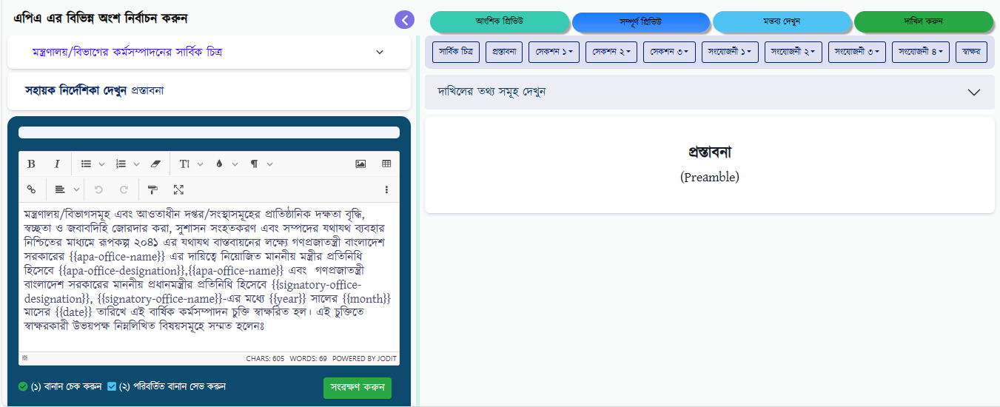 এপিএ এর বিভিন্ন অংশ নির্বাচন করুন
মন্ত্রণালয়/বিভাগের কর্মসম্পাদনের সার্বিক চিত্র
সহায়ক নির্দেশিকা দেখুন প্রস্তাবনা
মন্ত্রণালয়/বিভাগসমূহ এবং আওতাধীন দপ্তর/সংস্থাসমূহের প্রাতিষ্ঠানিক দক্ষতা বৃদ্ধি,
স্বচ্ছতা ও জবাবদিহি জোরদার করা, সুশাসন সংহতকরণ এবং সম্পদের যথাযথ ব্যবহার
নিশ্চিতের মাধ্যমে রূপকল্প ২০৪১ এর যথাযথ বাস্তবায়নের লক্ষ্যে গণপ্রজাতন্ত্রী বাংলাদেশ
সরকারের {{apa-office-name}} এর দায়িত্বে নিয়োজিত মাননীয় মন্ত্রীর প্রতিনিধি
হিসেবে {{apa-office-designation}},{{apa-office-name}} এবং গণপ্রজাতন্ত্রী
বাংলাদেশ সরকারের মাননীয় প্রধানমন্ত্রীর প্রতিনিধি হিসেবে {{signatory-office-
designation}}, {{signatory-office-name}}-এর মধ্যে {{year}} সালের {{month}}
মাসের {{date}} তারিখে এই বার্ষিক কর্মসম্পাদন চুক্তি স্বাক্ষরিত হল। এই চুক্তিতে
স্বাক্ষরকারী উভয়পক্ষ নিম্নলিখিত বিষয়সমূহে সম্মত হলেনঃ
CHARS: 605 WORDS: 69 POWERED BY JODIT
(১) বানান চেক করুন (২) পরিবর্তিত বানান সেভ করুন
সংরক্ষণ করুন
আংশিক প্রিভিউ সম্পূর্ণ প্রিভিউ মন্তব্য দেখুন দাখিল করুন
সার্বিক চিত্র প্রস্তাবনা সেকশন ১ সেকশন ২ সেকশন ৩ সংযোজনী ১ সংযোজনী ২ সংযোজনী ৩ সংযোজনী ৪ স্বাক্ষর
দাখিলের তথ্য সমূহ দেখুন
প্রস্তাবনা
(Preamble)